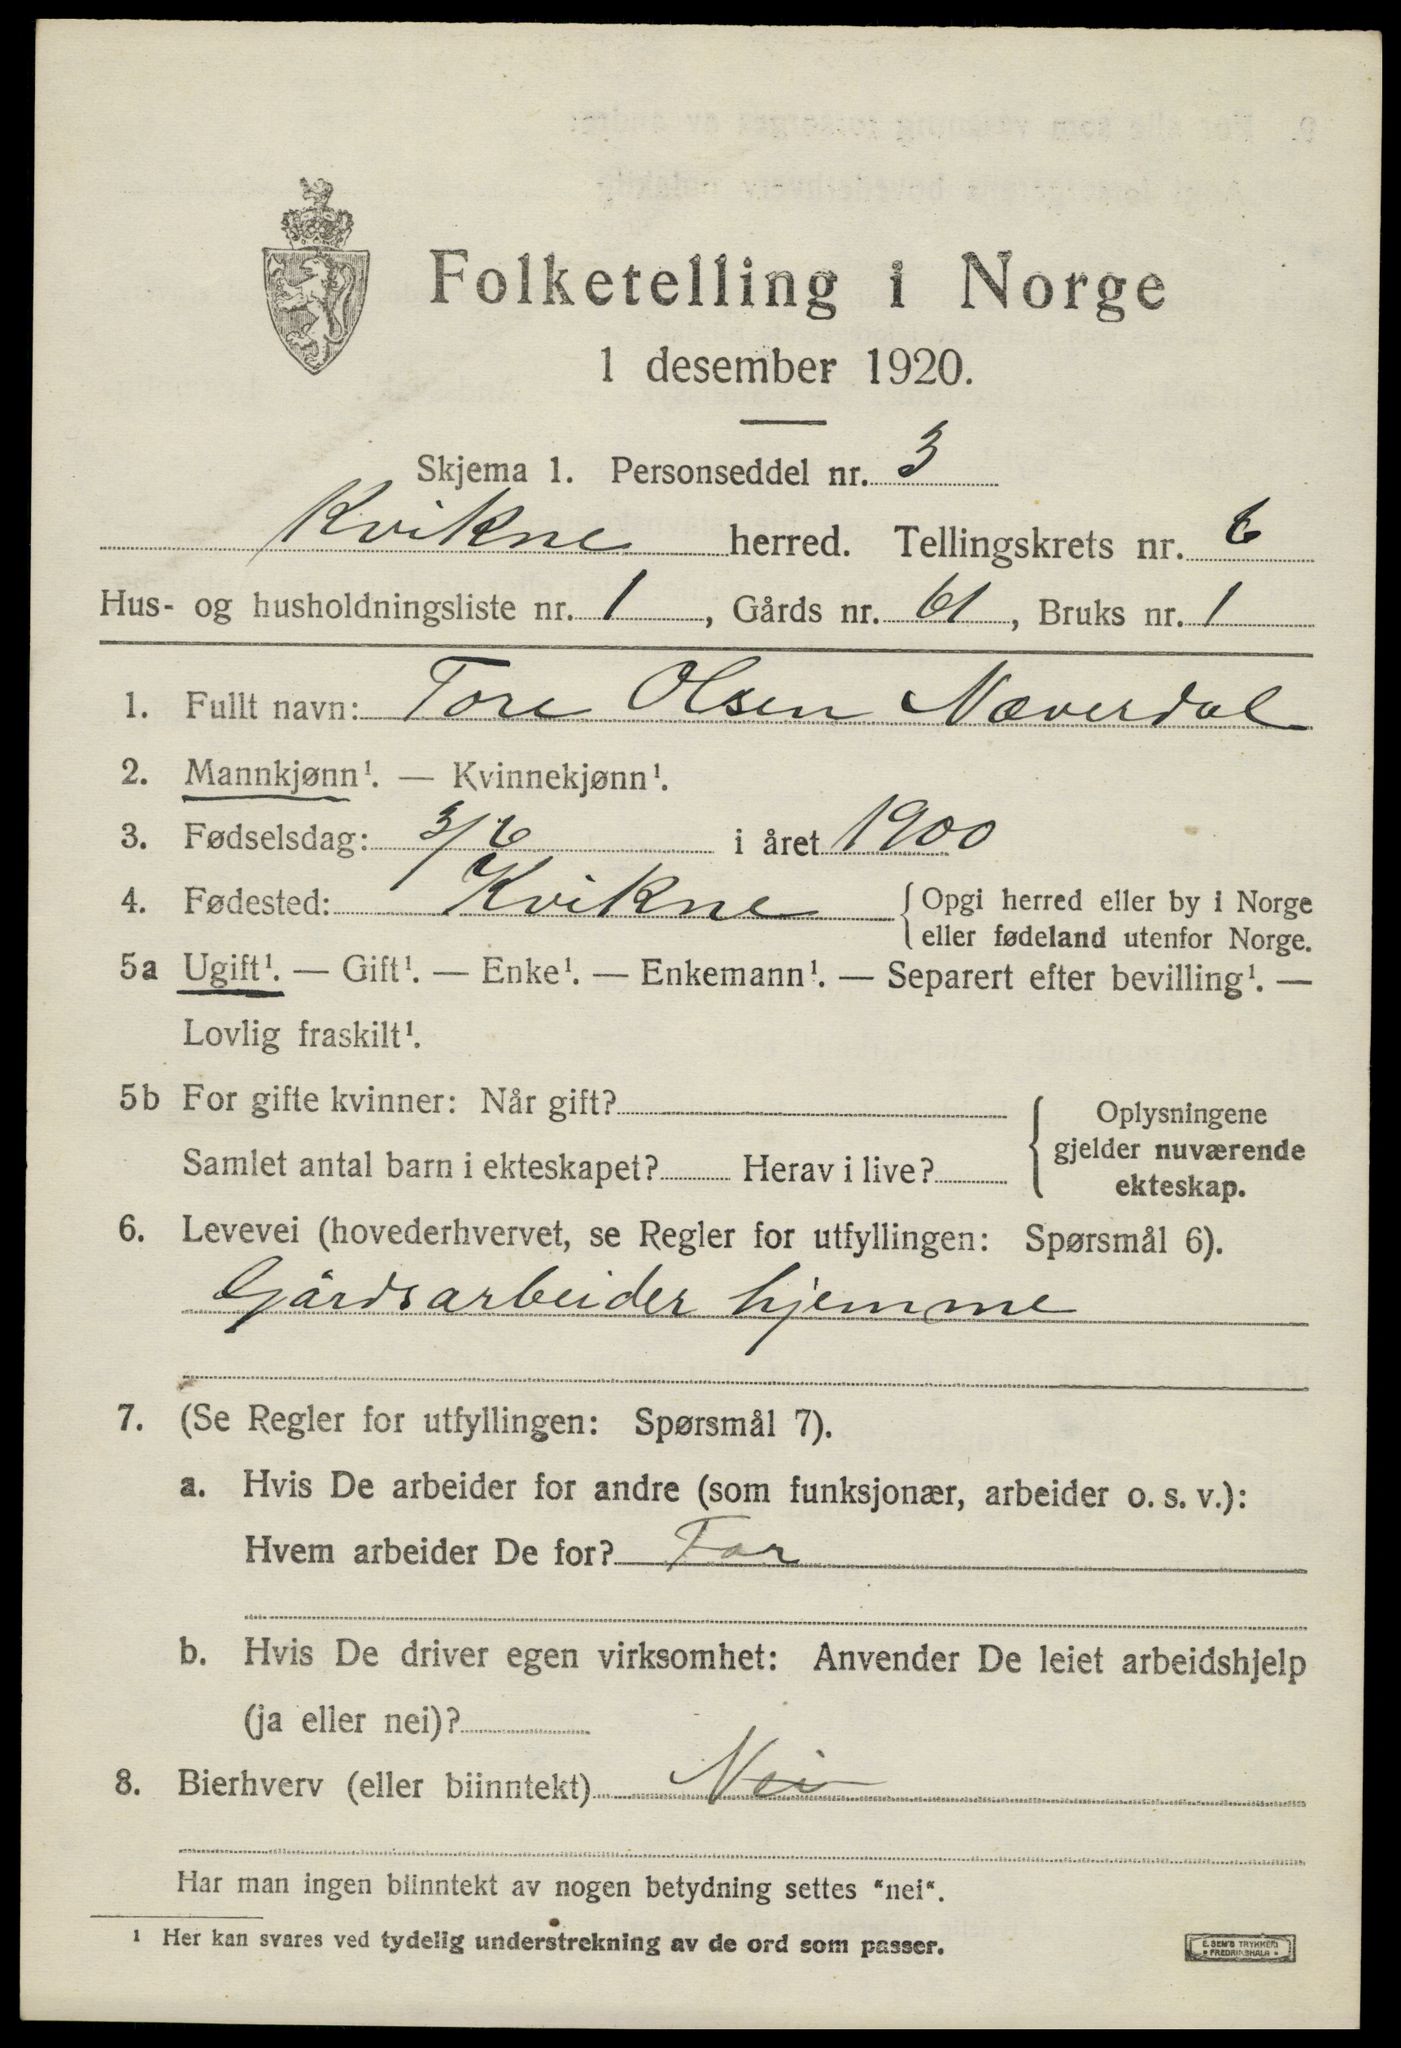 Folketelling i Norge
1 desember 1920.
Skjema 1. Personseddel nr. 3
Kvikne herred. Tellingskrets nr. 6
Hus- og husholdningsliste nr. 1, Gårds nr. 61, Bruks nr. 1
1. Fullt navn: Tore Olsen Næverdal
2. Mannkjønn¹. — Kvinnekjønn¹.
3. Fødselsdag: 3/6 i året 1900
4. Fødested: Kvikne { Opgi herred eller by i Norge
eller fødeland utenfor Norge.
5a Ugift¹. — Gift¹. — Enke¹. — Enkemann¹. — Separert efter bevilling¹. —
Lovlig fraskilt¹.
5b For gifte kvinner: Når gift?
Samlet antal barn i ekteskapet? Herav i live?
{ Oplysningene
gjelder nuværende
ekteskap.
6. Levevei (hovederhvervet, se Regler for utfyllingen: Spørsmål 6).
Gårdsarbeider hjemme
7. (Se Regler for utfyllingen: Spørsmål 7).
a. Hvis De arbeider for andre (som funksjonær, arbeider o. s. v.):
Hvem arbeider De for? Far
b. Hvis De driver egen virksomhet: Anvender De leiet arbeidshjelp
(ja eller nei)?
8. Bierhverv (eller biinntekt) Nei
Har man ingen biinntekt av nogen betydning settes "nei".
¹ Her kan svares ved tydelig understrekning av de ord som passer.
E. SEM'S TRYKKERI
• FREDRIKSHALD •